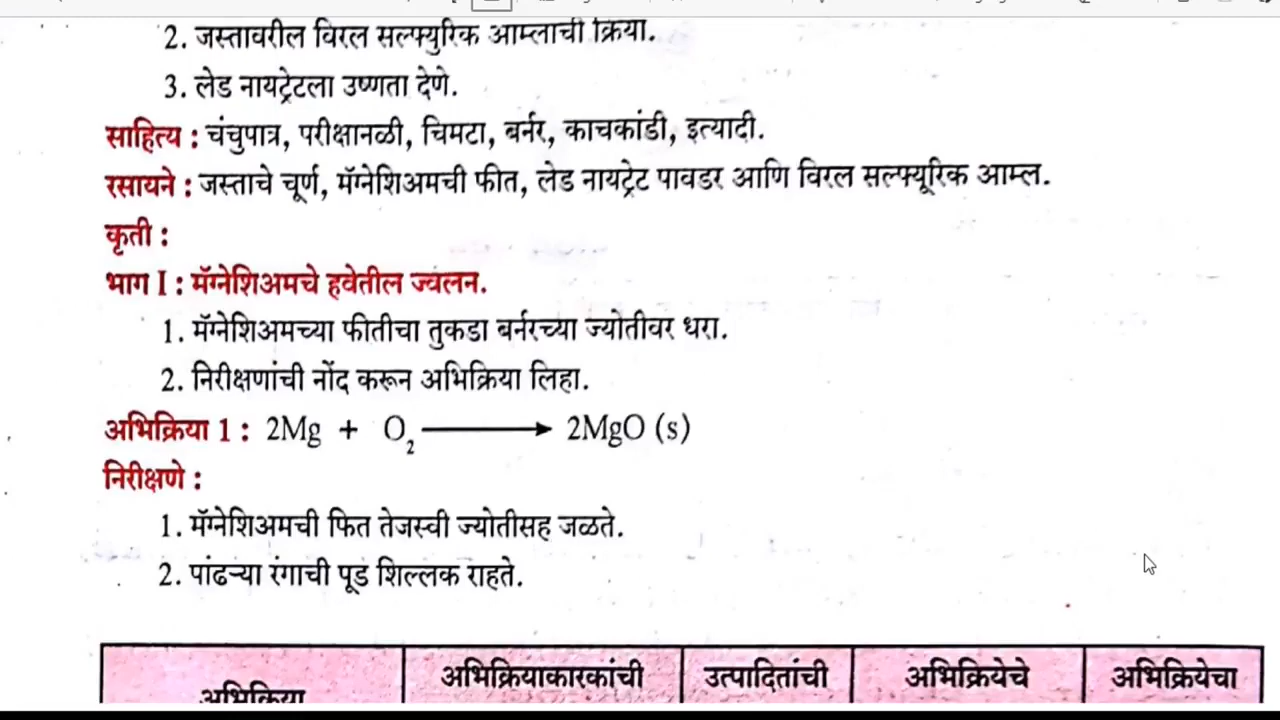 2. जस्तावरील विरल सल्फ्युरिक आम्लाची क्रिया.
3. लेड नायट्रेटला उष्णता देणे.
साहित्य : चंचुपात्र, परीक्षानळी, चिमटा, बर्नर, काचकांडी, इत्यादी.
रसायने : जस्ताचे चूर्ण, मॅग्नेशिअमची फीत, लेड नायट्रेट पावडर आणि विरल सल्फ्यूरिक आम्ल.
कृती :
भाग I : मॅग्नेशिअमचे हवेतील ज्वलन.
1. मॅग्नेशिअमच्या फीतीचा तुकडा बर्नरच्या ज्योतीवर धरा.
2. निरीक्षणांची नोंद करून अभिक्रिया लिहा.
अभिक्रिया 1 : 2Mg + O₂ ⟶ 2MgO (s)
निरीक्षणे :
1. मॅग्नेशिअमची फित तेजस्वी ज्योतीसह जळते.
2. पांढऱ्या रंगाची पूड शिल्लक राहते.
अभिक्रियाकारकांची उत्पादितांची अभिक्रियेचे अभिक्रियेचा
अभिक्रिया